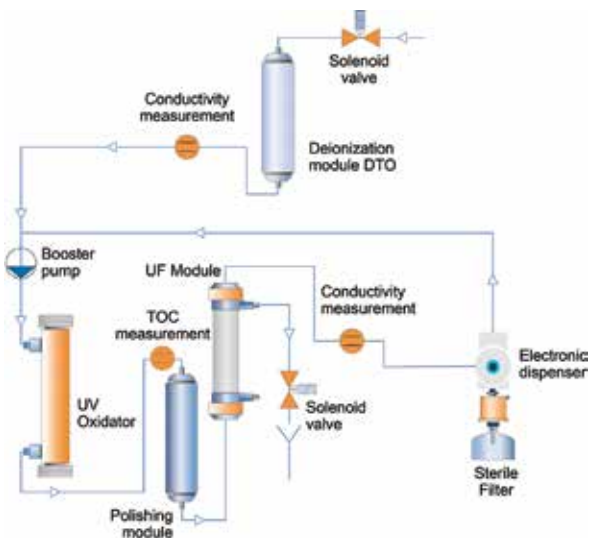 Solenoid
valve
Conductivity
measurement
Deionization
module DTO
Booster
pump
UF Module
Conductivity
measurement
TOC
measurement
Electronic
dispenser
UV
Oxidator
Solenoid
valve
Sterile
Filter
Polishing
module